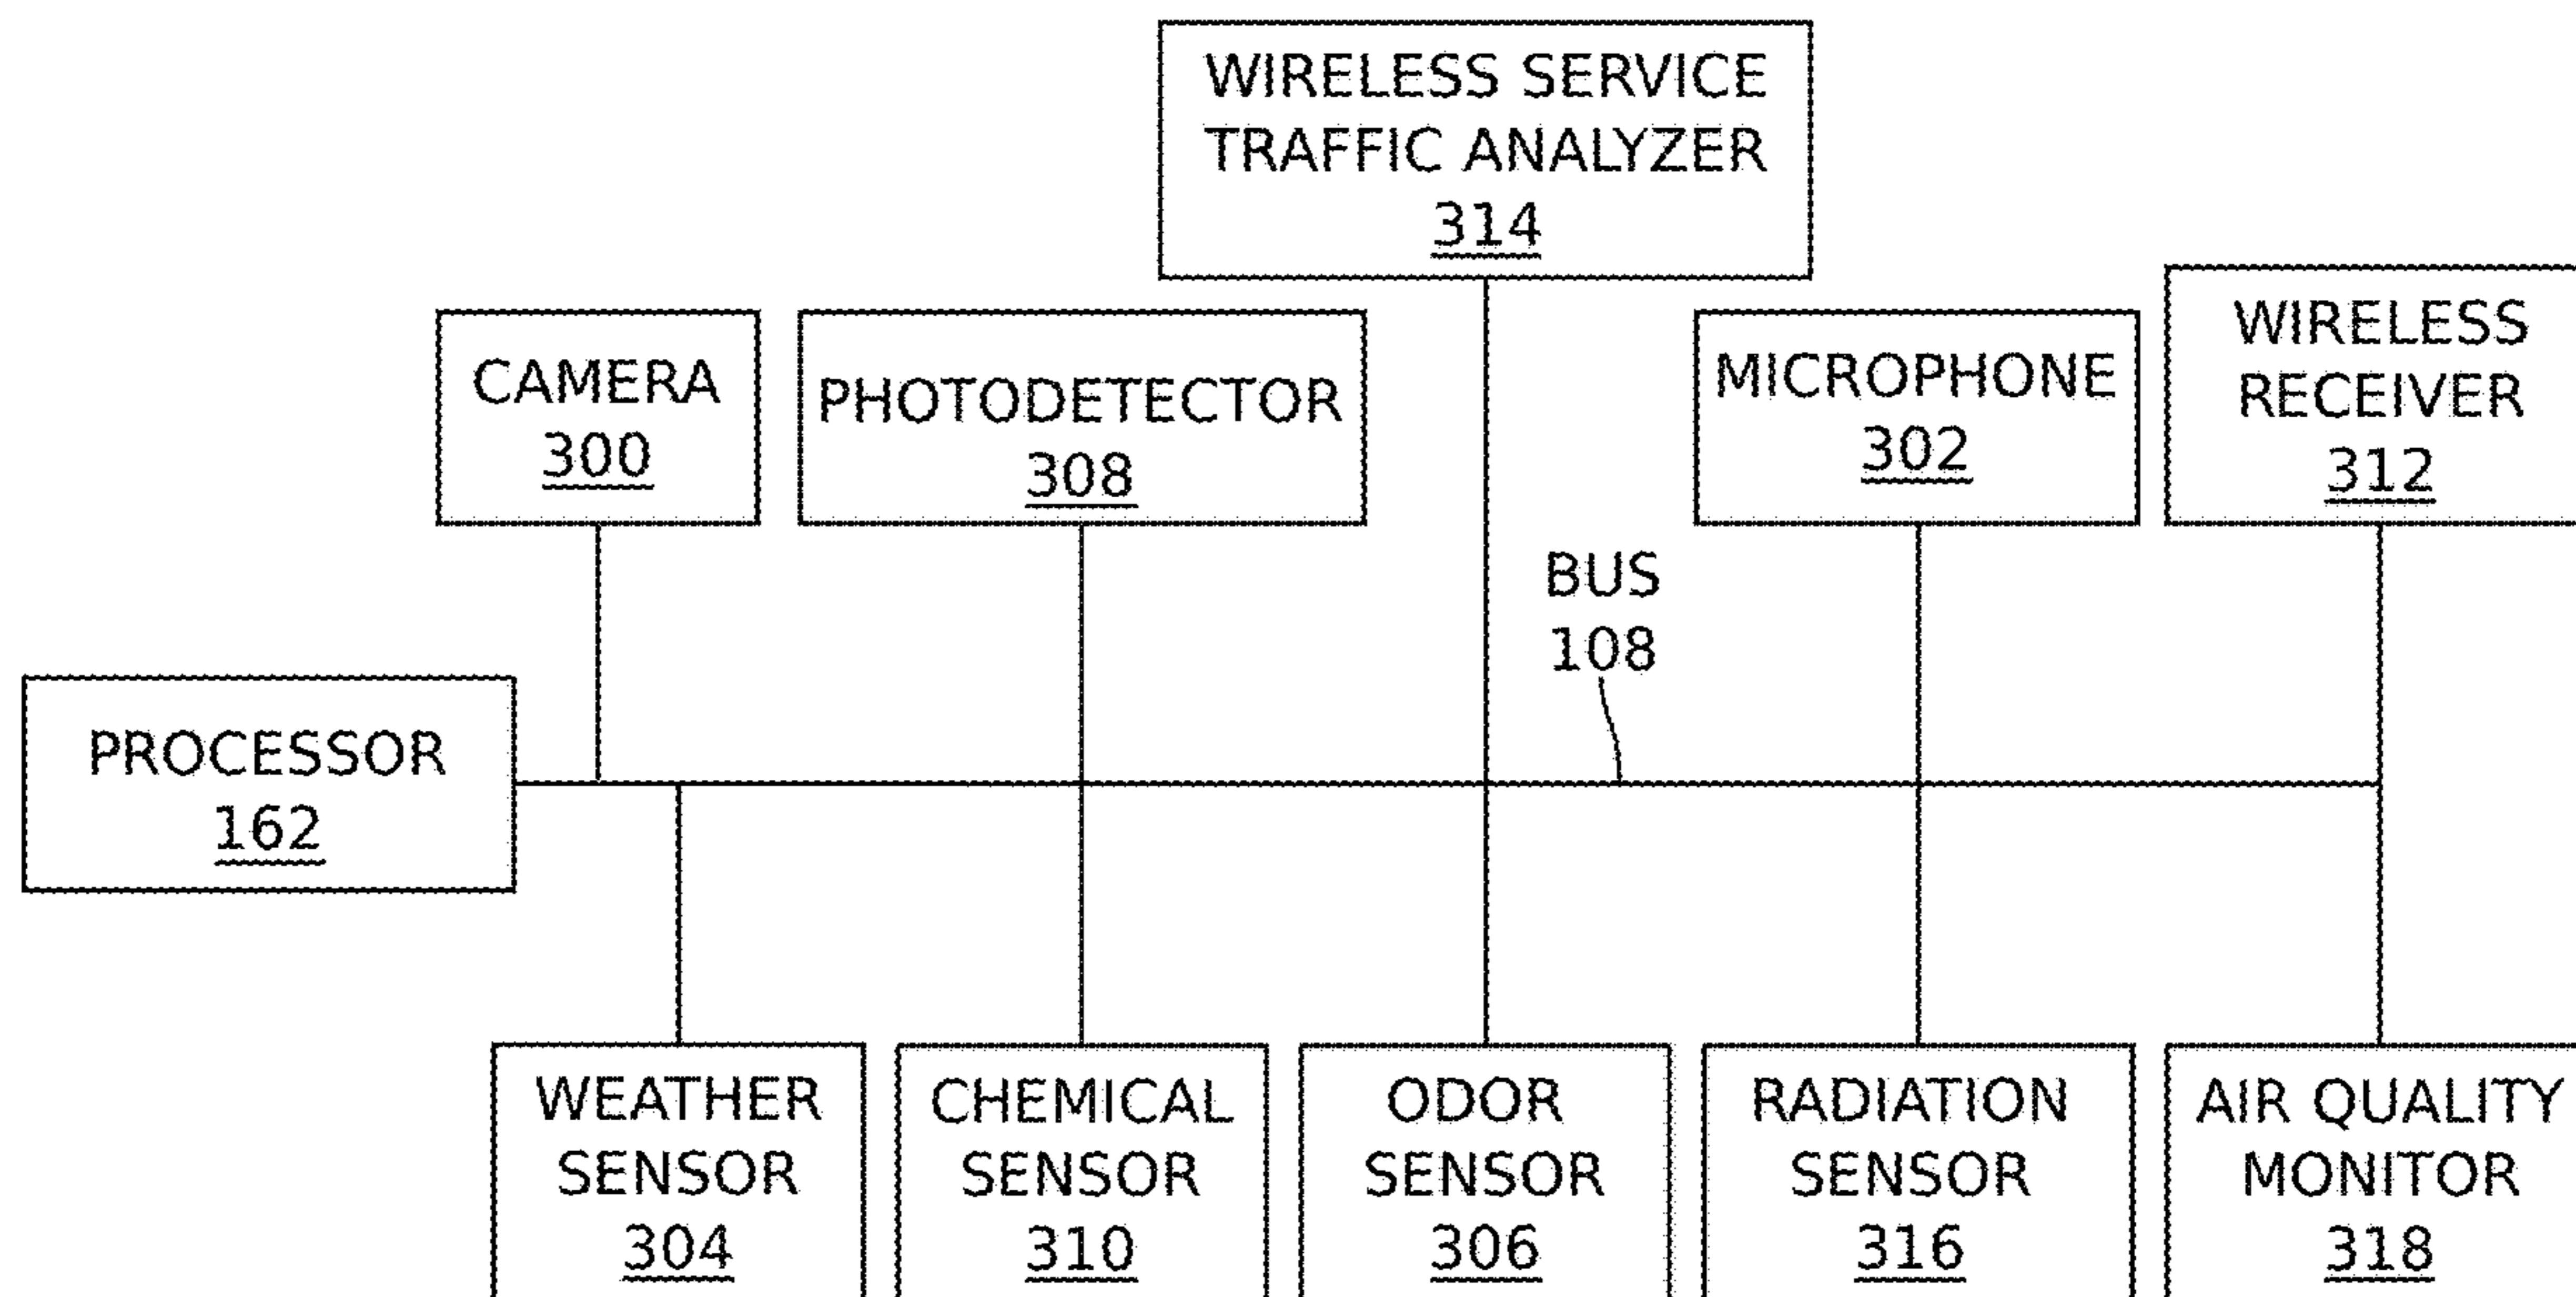 WIRELESS SERVICE
TRAFFIC ANALYZER
314
CAMERA
300
PHOTODETECTOR
308
MICROPHONE
302
WIRELESS
RECEIVER
312
BUS
108
PROCESSOR
162
WEATHER
SENSOR
304
CHEMICAL
SENSOR
310
ODOR
SENSOR
306
RADIATION
SENSOR
316
AIR QUALITY
MONITOR
318